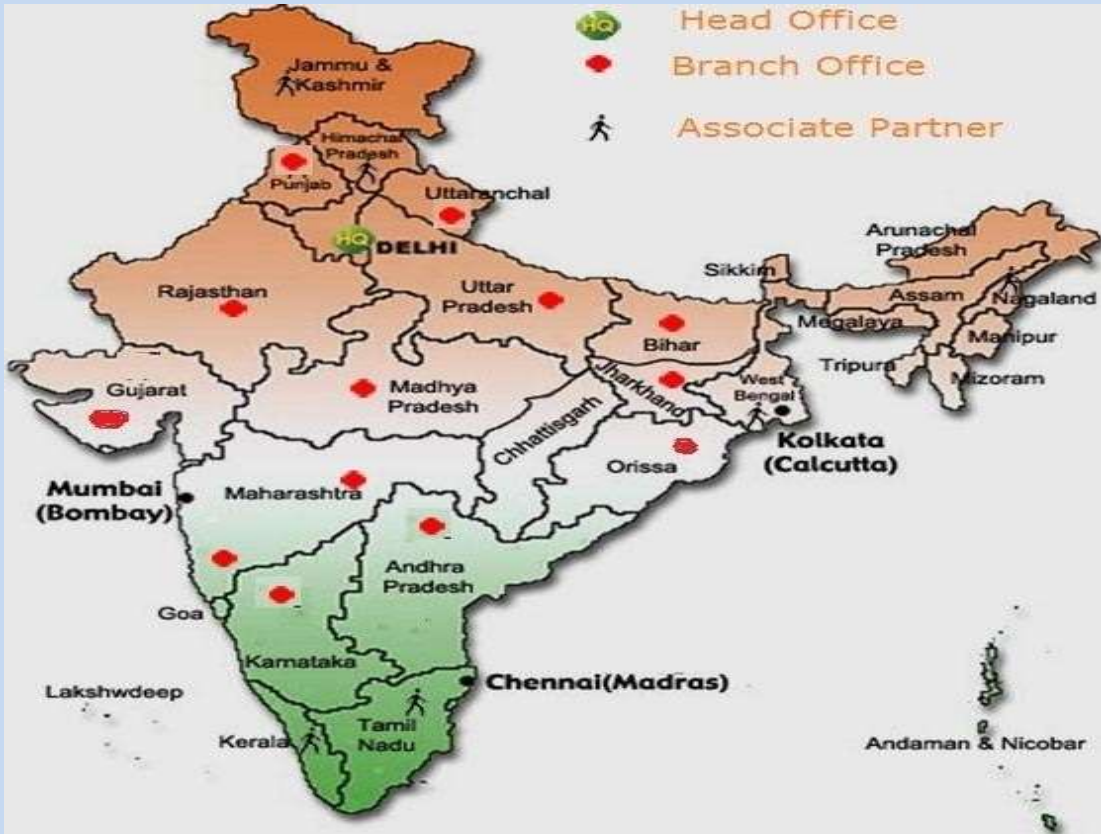 HQ Head Office
Branch Office
Associate Partner
Jammu &
Kashmir
Himachal
Pradesh
Punjab
Uttaranchal
HQ DELHI
Arunachal
Pradesh
Sikkim
Assam
Nagaland
Megalaya
Manipur
Tripura
Mizoram
Rajasthan
Uttar
Pradesh
Bihar
Gujarat
Madhya
Pradesh
Jharkhand
West
Bengal
Chhattisgarh
Orissa
Kolkata
(Calcutta)
Mumbai
(Bombay)
Maharashtra
Andhra
Pradesh
Goa
Karnataka
Chennai(Madras)
Lakshwdeep
Tamil
Nadu
Kerala
Andaman & Nicobar